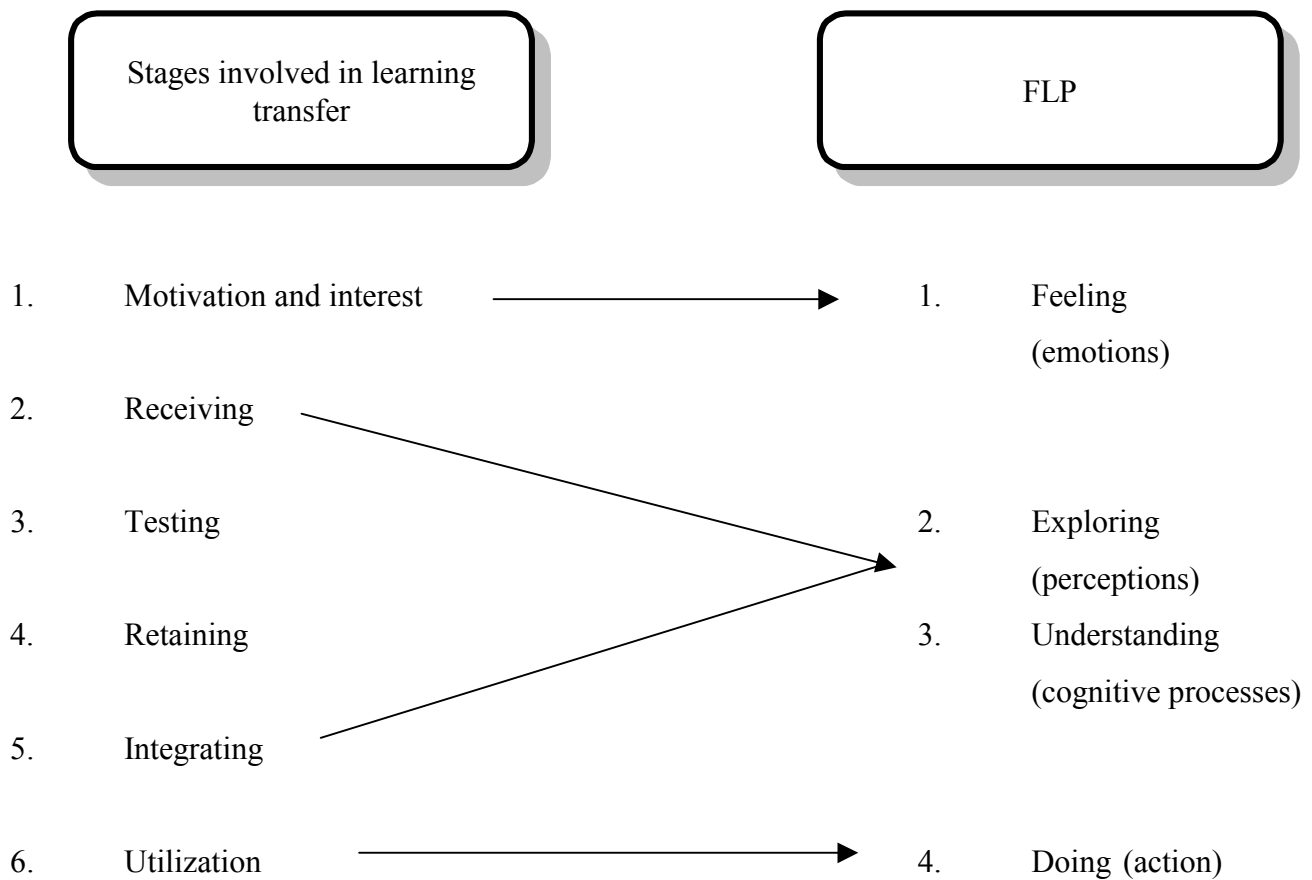 Stages involved in learning
transfer
FLP
1. Motivation and interest 1. Feeling
(emotions)
2. Receiving
3. Testing 2. Exploring
(perceptions)
4. Retaining 3. Understanding
(cognitive processes)
5. Integrating
6. Utilization 4. Doing (action)